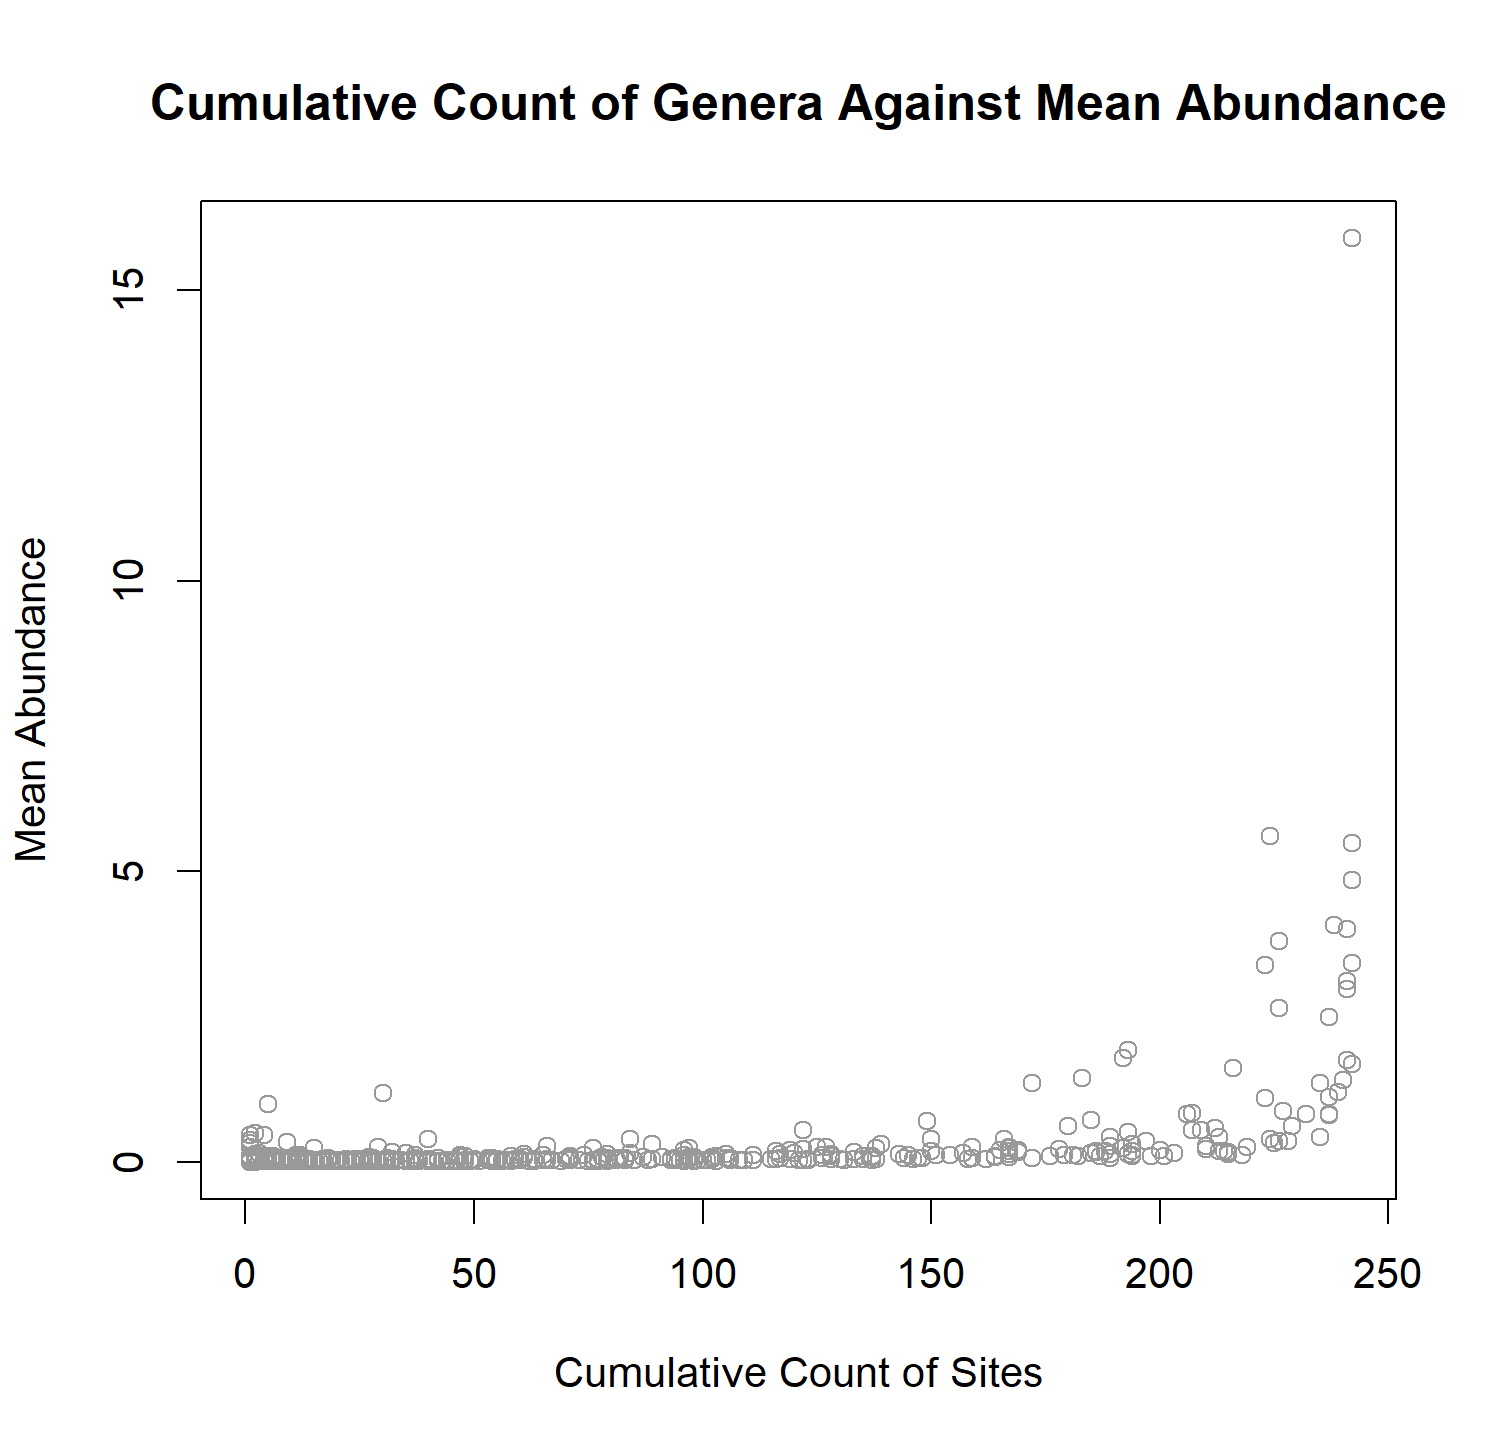 Cumulative Count of Genera Against Mean Abundance
15
10
5
0
Mean Abundance
0 50 100 150 200 250
Cumulative Count of Sites